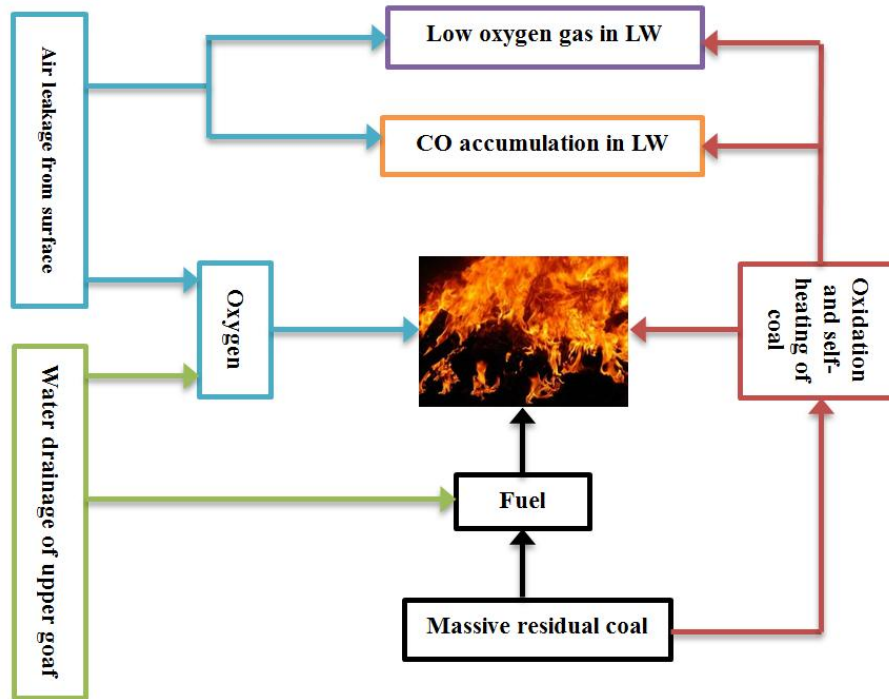 Low oxygen gas in LW
Air leakage from surface
CO accumulation in LW
Oxygen
Oxidation
and self-
heating of
coal
Water drainage of upper goaf
Fuel
Massive residual coal